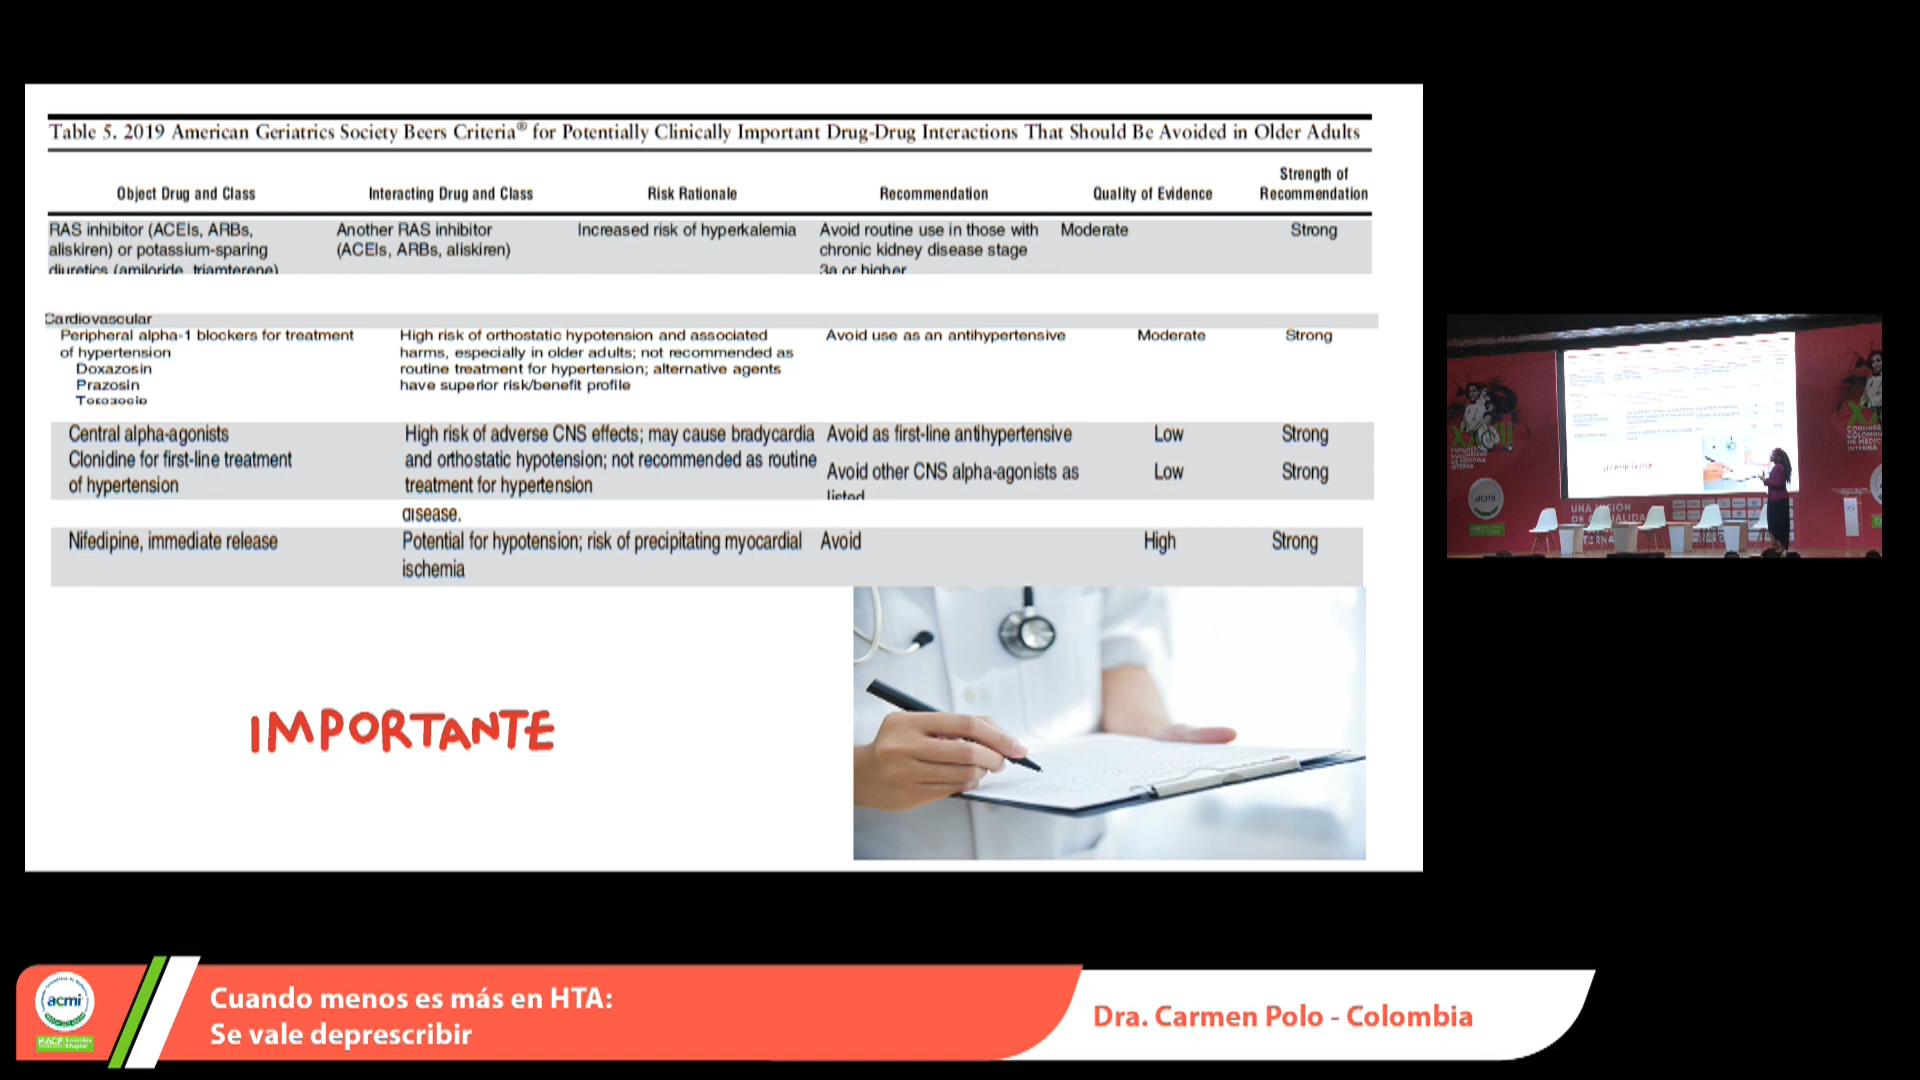 Table 5. 2019 American Geriatrics Society Beers Criteria® for Potentially Clinically Important Drug-Drug Interactions That Should Be Avoided in Older Adults
Object Drug and Class Interacting Drug and Class Risk Rationale Recommendation Quality of Evidence Strength of Recommendation
RAS inhibitor (ACEIs, ARBs, Another RAS inhibitor Increased risk of hyperkalemia Avoid routine use in those with Moderate Strong
aliskiren) or potassium-sparing (ACEIs, ARBs, aliskiren) chronic kidney disease stage
diuretics (amiloride, triamterene) 3a or higher
Cardiovascular
Peripheral alpha-1 blockers for treatment High risk of orthostatic hypotension and associated Avoid use as an antihypertensive Moderate Strong
of hypertension harms, especially in older adults; not recommended as
Doxazosin routine treatment for hypertension; alternative agents
Prazosin have superior risk/benefit profile
Terazosin
Central alpha-agonists High risk of adverse CNS effects; may cause bradycardia Avoid as first-line antihypertensive Low Strong
Clonidine for first-line treatment and orthostatic hypotension; not recommended as routine Avoid other CNS alpha-agonists as Low Strong
of hypertension treatment for hypertension listed
disease.
Nifedipine, immediate release Potential for hypotension; risk of precipitating myocardial Avoid High Strong
ischemia
IMPORTANTE
acmi
Cuando menos es más en HTA:
Se vale deprescribir
Dra. Carmen Polo - Colombia